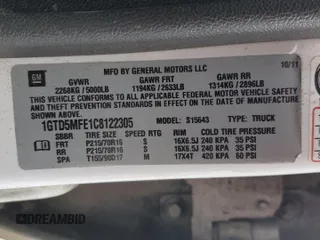 MFD BY GENERAL MOTORS LLC 10/11
GM GVWR GAWR FRT GAWR RR
2268KG / 5000LB 1194KG / 2633LB 1314KG / 2896LB
THIS VEHICLE CONFORMS TO ALL APPLICABLE U.S. FEDERAL
MOTOR VEHICLE SAFETY, BUMPER, AND THEFT PREVENTION
STANDARDS IN EFFECT ON THE DATE OF MANUFACTURE SHOWN ABOVE.
1GTD5MFE1C8122305 S15643 TYPE: TRUCK
TIRE SIZE SPEED RTG RIM COLD TIRE PRESSURE
FRT P215/70R16 S 16X6.5J 240 KPA 35 PSI
RR P215/70R16 S 16X6.5J 240 KPA 35 PSI
SPA M 17X4T 420 KPA 60 PSI
DREAMBID